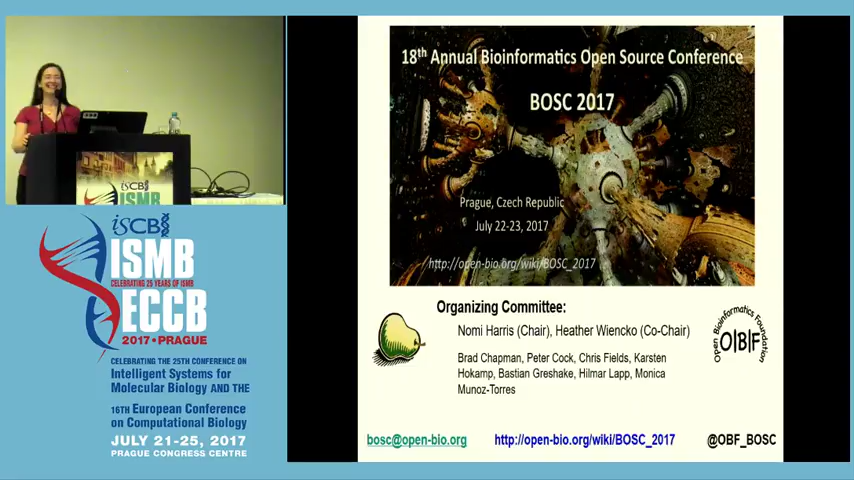 iSCB
ISMB
iSCB
ISMB
CELEBRATING 25 YEARS OF ISMB
ECCB
2017 • PRAGUE
CELEBRATING THE 25TH CONFERENCE ON
Intelligent Systems for
Molecular Biology AND THE
16TH European Conference
on Computational Biology
JULY 21-25, 2017
PRAGUE CONGRESS CENTRE
18th Annual Bioinformatics Open Source Conference
BOSC 2017
Prague, Czech Republic
July 22-23, 2017
http://open-bio.org/wiki/BOSC_2017
Organizing Committee:
Nomi Harris (Chair), Heather Wiencko (Co-Chair)
Brad Chapman, Peter Cock, Chris Fields, Karsten
Hokamp, Bastian Greshake, Hilmar Lapp, Monica
Munoz-Torres
Open Bioinformatics Foundation
O|B|F
bosc@open-bio.org
http://open-bio.org/wiki/BOSC_2017
@OBF_BOSC